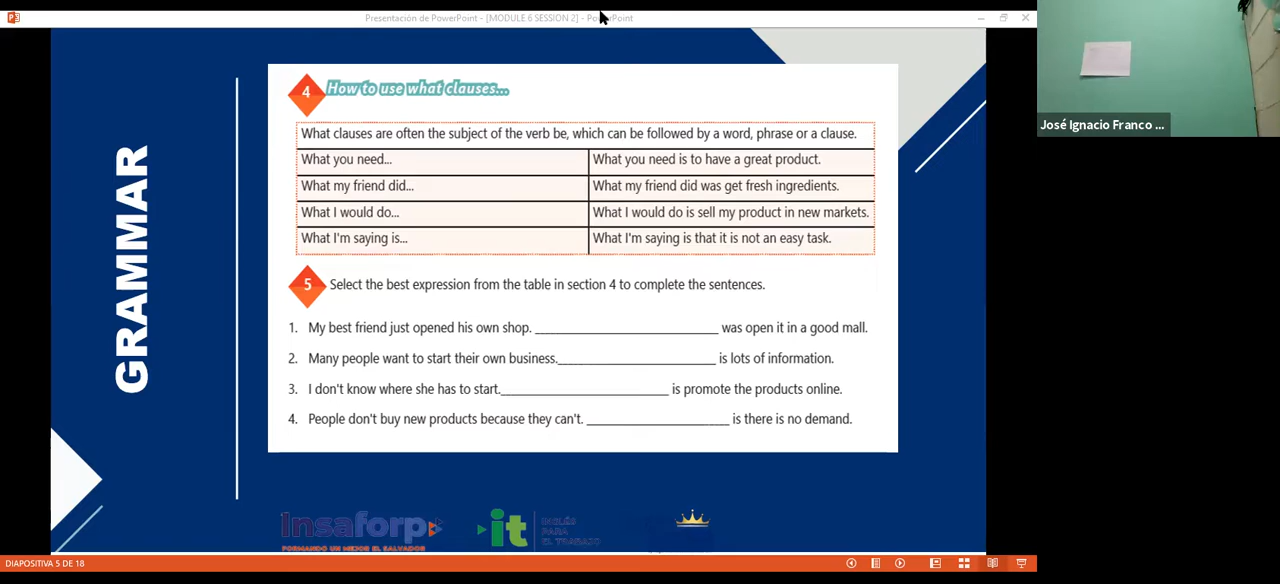 Presentación de PowerPoint - [MODULE 6 SESSION 2] - PowerPoint
José Ignacio Franco ...
GRAMMAR
4 How to use what clauses...
What clauses are often the subject of the verb be, which can be followed by a word, phrase or a clause.
What you need... What you need is to have a great product.
What my friend did... What my friend did was get fresh ingredients.
What I would do... What I would do is sell my product in new markets.
What I'm saying is... What I'm saying is that it is not an easy task.
5 Select the best expression from the table in section 4 to complete the sentences.
1. My best friend just opened his own shop. ____________________ was open it in a good mall.
2. Many people want to start their own business.____________________ is lots of information.
3. I don't know where she has to start.____________________ is promote the products online.
4. People don't buy new products because they can't. ____________________ is there is no demand.
Insaforp
FORMANDO UN MEJOR EL SALVADOR
it
INGLÉS
PARA
EL TRABAJO
DIAPOSITIVA 5 DE 18